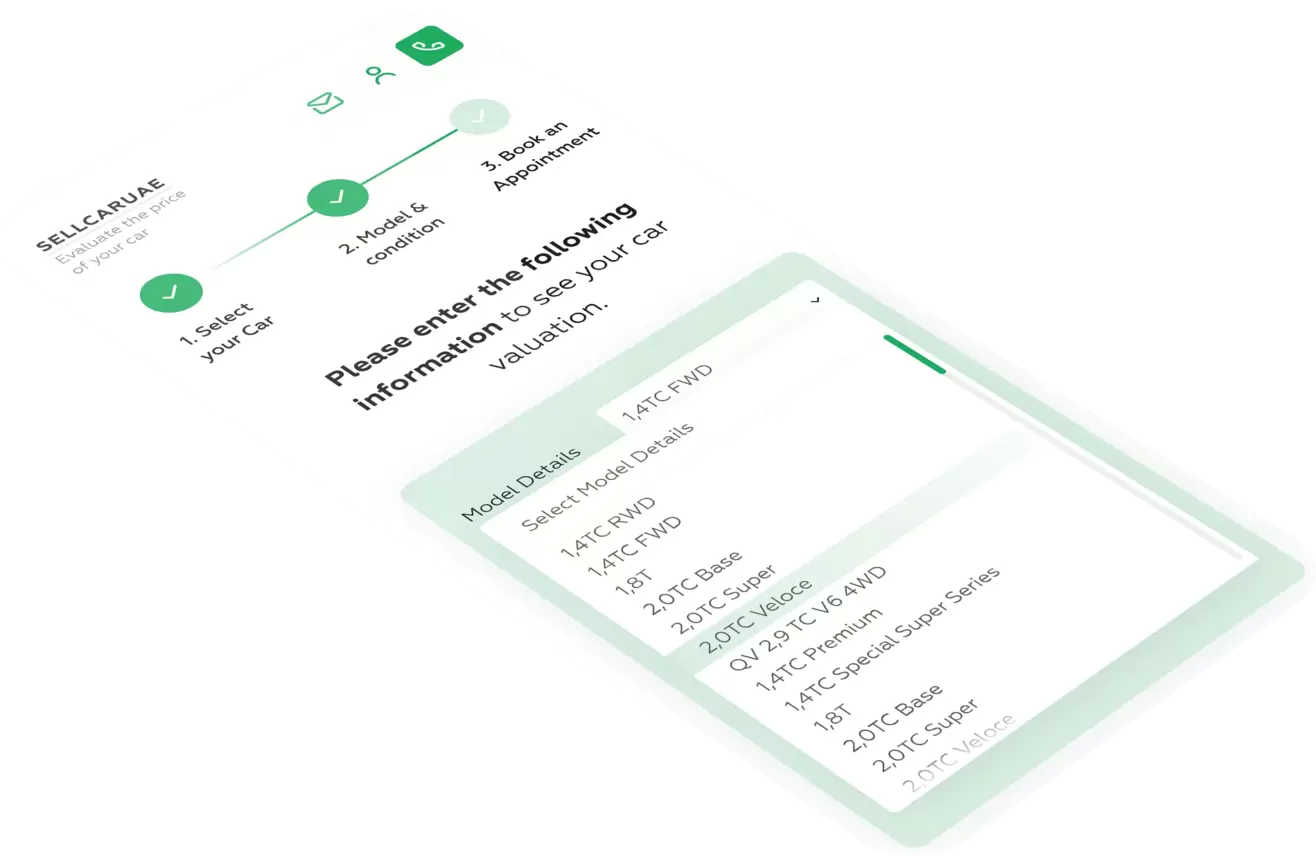 SELLCARUAE
Evaluate the price
of your car
1. Select
your Car
2. Model &
condition
3. Book an
Appointment
Please enter the following
information to see your car
valuation.
Model Details
1,4TC FWD
Select Model Details
1,4TC RWD
1,4TC FWD
1,8T
2,0TC Base
2,0TC Super
2,0TC Veloce
QV 2,9 TC V6 4WD
1,4TC Premium
1,4TC Special Super Series
1,8T
2,0TC Base
2,0TC Super
2,0TC Veloce